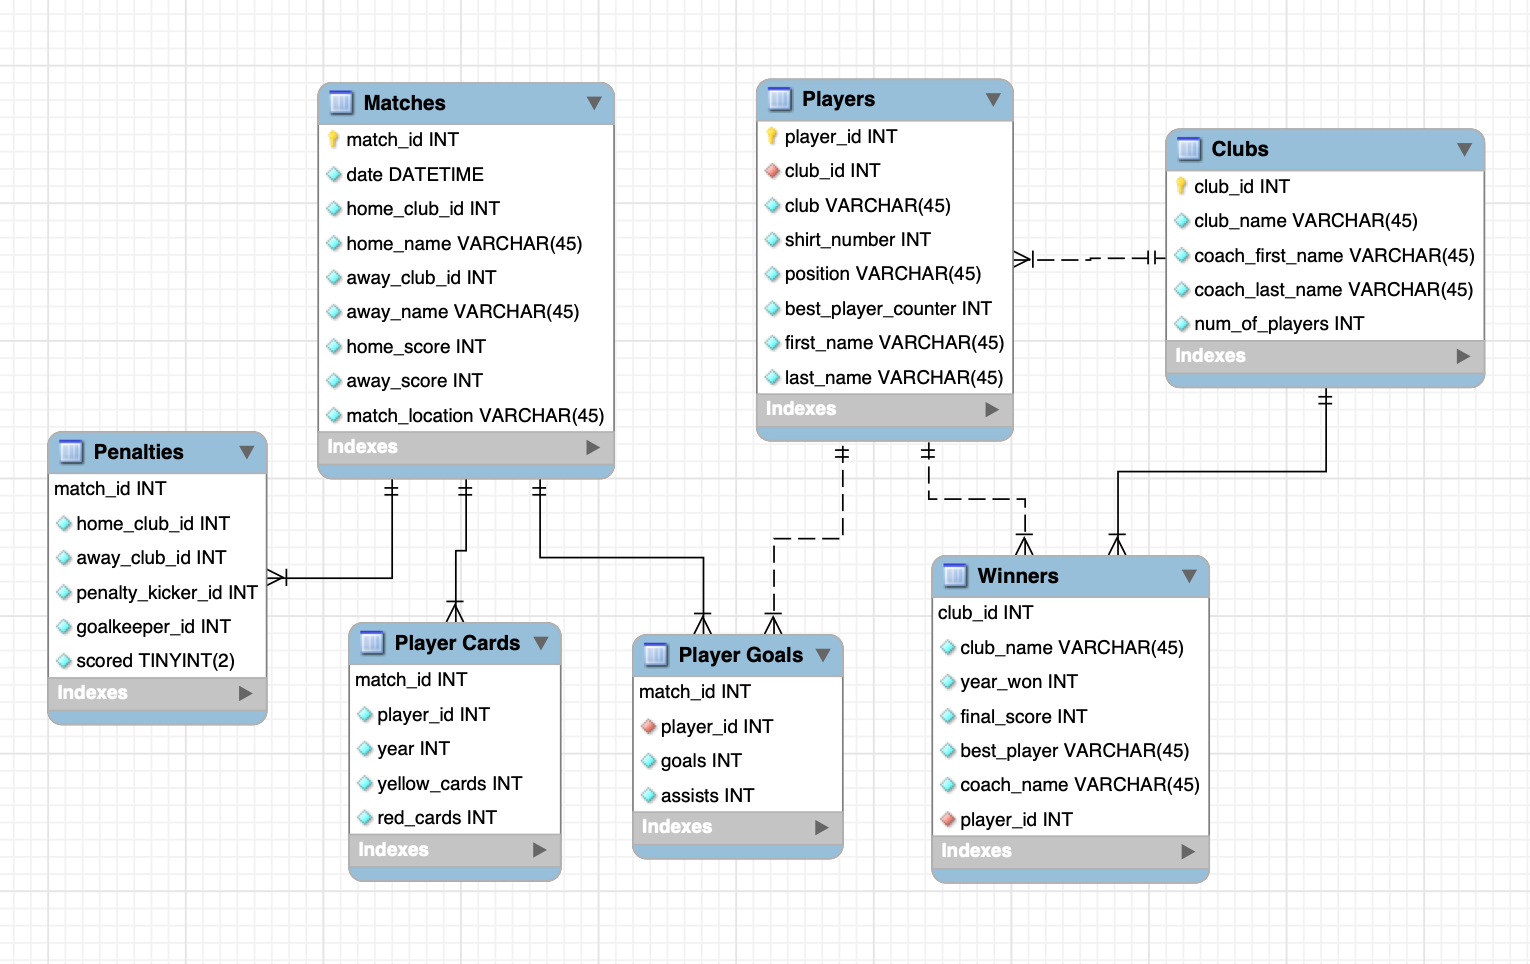 Matches
match_id INT
date DATETIME
home_club_id INT
home_name VARCHAR(45)
away_club_id INT
away_name VARCHAR(45)
home_score INT
away_score INT
match_location VARCHAR(45)
Indexes
Players
player_id INT
club_id INT
club VARCHAR(45)
shirt_number INT
position VARCHAR(45)
best_player_counter INT
first_name VARCHAR(45)
last_name VARCHAR(45)
Indexes
Clubs
club_id INT
club_name VARCHAR(45)
coach_first_name VARCHAR(45)
coach_last_name VARCHAR(45)
num_of_players INT
Indexes
Penalties
match_id INT
home_club_id INT
away_club_id INT
penalty_kicker_id INT
goalkeeper_id INT
scored TINYINT(2)
Indexes
Player Cards
match_id INT
player_id INT
year INT
yellow_cards INT
red_cards INT
Indexes
Player Goals
match_id INT
player_id INT
goals INT
assists INT
Indexes
Winners
club_id INT
club_name VARCHAR(45)
year_won INT
final_score INT
best_player VARCHAR(45)
coach_name VARCHAR(45)
player_id INT
Indexes